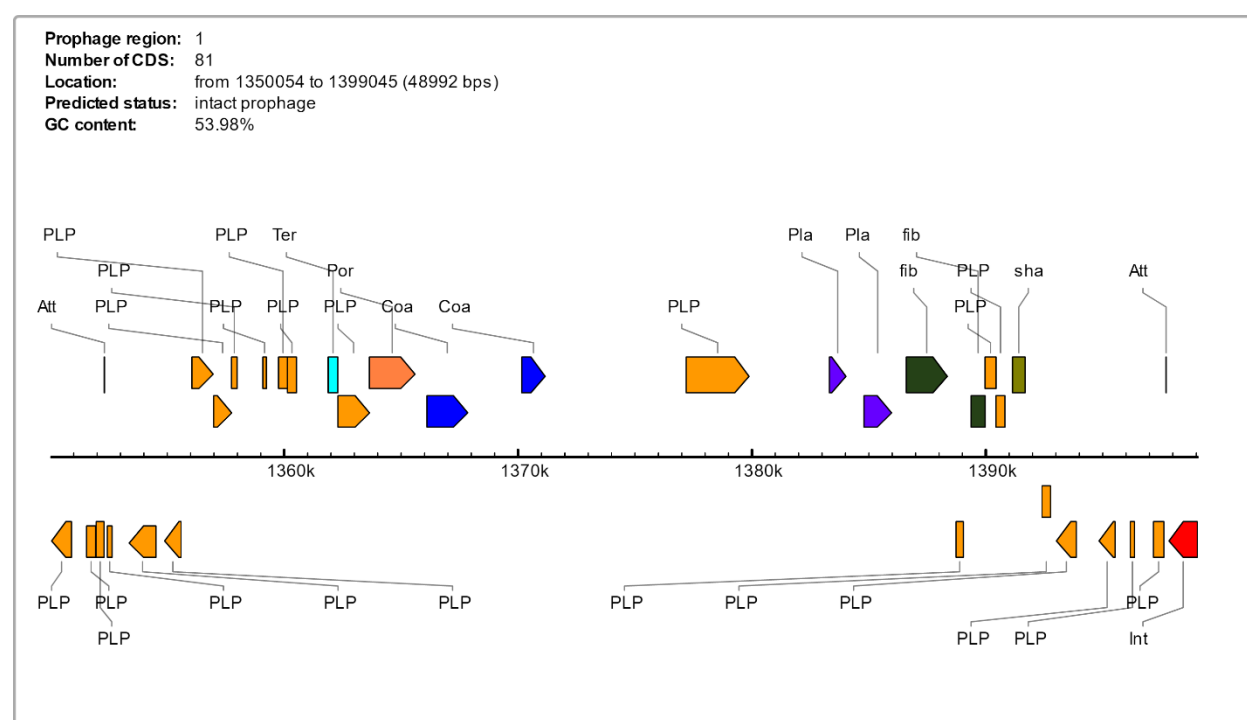 Prophage region: 1
Number of CDS: 81
Location: from 1350054 to 1399045 (48992 bps)
Predicted status: intact prophage
GC content: 53.98%
PLP PLP Ter Pla Pla fib
PLP Por fib PLP sha Att
Att PLP PLP PLP PLP Coa Coa PLP PLP
1360k 1370k 1380k 1390k
PLP PLP PLP PLP PLP PLP PLP PLP PLP
PLP PLP PLP Int